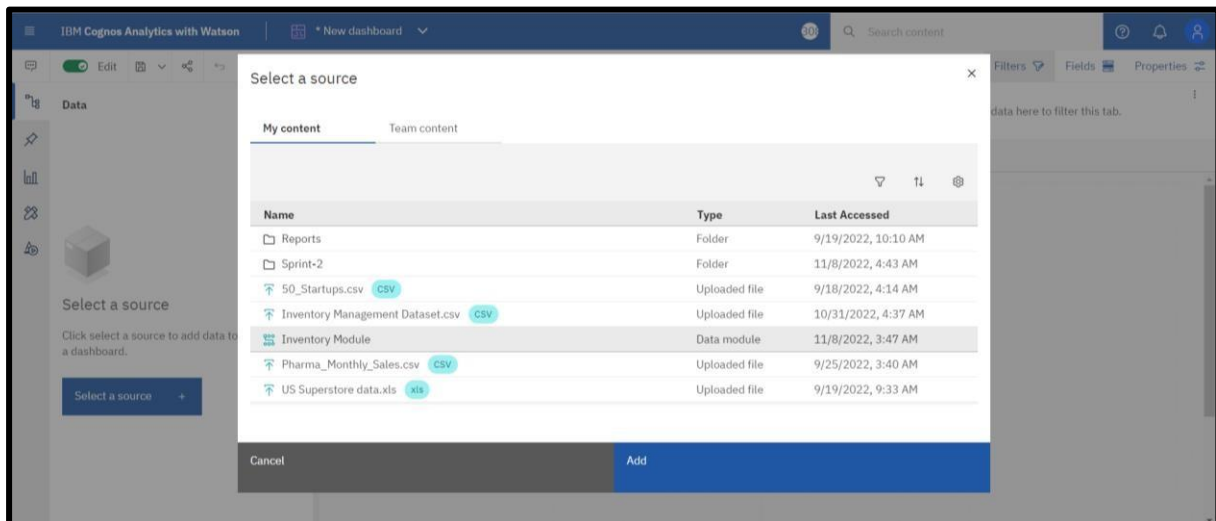 IBM Cognos Analytics with Watson
* New dashboard
30
Search content
Edit
Filters
Fields
Properties
Data
data here to filter this tab.
Select a source
My content
Team content
Name Type Last Accessed
Reports Folder 9/19/2022, 10:10 AM
Sprint-2 Folder 11/8/2022, 4:43 AM
50_Startups.csv CSV Uploaded file 9/18/2022, 4:14 AM
Inventory Management Dataset.csv CSV Uploaded file 10/31/2022, 4:37 AM
Inventory Module Data module 11/8/2022, 3:47 AM
Pharma_Monthly_Sales.csv CSV Uploaded file 9/25/2022, 3:40 AM
US Superstore data.xls xls Uploaded file 9/19/2022, 9:33 AM
Cancel
Add
Select a source
Click select a source to add data to
a dashboard.
Select a source +